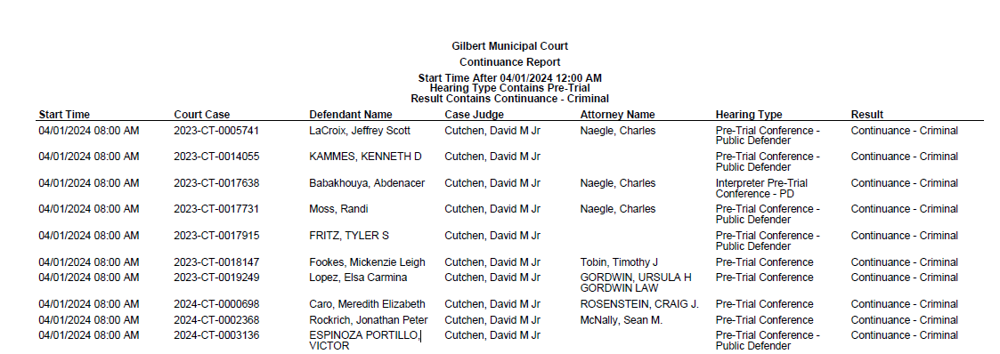 Gilbert Municipal Court
Continuance Report
Start Time After 04/01/2024 12:00 AM
Hearing Type Contains Pre-Trial
Result Contains Continuance - Criminal
Start Time Court Case Defendant Name Case Judge Attorney Name Hearing Type Result
04/01/2024 08:00 AM 2023-CT-0005741 LaCroix, Jeffrey Scott Cutchen, David M Jr Naegle, Charles Pre-Trial Conference - Continuance - Criminal
Public Defender
04/01/2024 08:00 AM 2023-CT-0014055 KAMMES, KENNETH D Cutchen, David M Jr Pre-Trial Conference - Continuance - Criminal
Public Defender
04/01/2024 08:00 AM 2023-CT-0017638 Babakhouya, Abdenacer Cutchen, David M Jr Naegle, Charles Interpreter Pre-Trial Continuance - Criminal
Conference - PD
04/01/2024 08:00 AM 2023-CT-0017731 Moss, Randi Cutchen, David M Jr Naegle, Charles Pre-Trial Conference - Continuance - Criminal
Public Defender
04/01/2024 08:00 AM 2023-CT-0017915 FRITZ, TYLER S Cutchen, David M Jr Pre-Trial Conference - Continuance - Criminal
Public Defender
04/01/2024 08:00 AM 2023-CT-0018147 Fookes, Mickenzie Leigh Cutchen, David M Jr Tobin, Timothy J Pre-Trial Conference Continuance - Criminal
04/01/2024 08:00 AM 2023-CT-0019249 Lopez, Elsa Carmina Cutchen, David M Jr GORDWIN, URSULA H Pre-Trial Conference Continuance - Criminal
GORDWIN LAW
04/01/2024 08:00 AM 2024-CT-0000698 Caro, Meredith Elizabeth Cutchen, David M Jr ROSENSTEIN, CRAIG J. Pre-Trial Conference Continuance - Criminal
04/01/2024 08:00 AM 2024-CT-0002368 Rockrich, Jonathan Peter Cutchen, David M Jr McNally, Sean M. Pre-Trial Conference Continuance - Criminal
04/01/2024 08:00 AM 2024-CT-0003136 ESPINOZA PORTILLO, Cutchen, David M Jr Pre-Trial Conference - Continuance - Criminal
VICTOR Public Defender